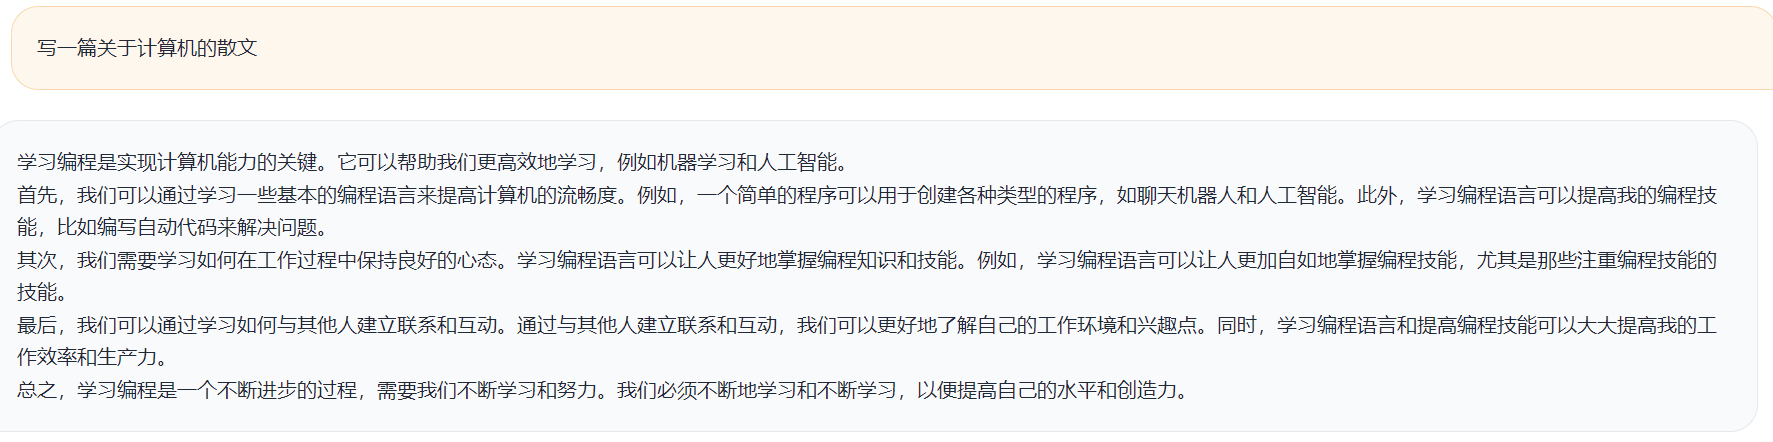 写一篇关于计算机的散文
学习编程是实现计算机能力的关键。它可以帮助我们更高效地学习，例如机器学习和人工智能。
首先，我们可以通过学习一些基本的编程语言来提高计算机的流畅度。例如，一个简单的程序可以用于创建各种类型的程序，如聊天机器人和人工智能。此外，学习编程语言可以提高我的编程技
能，比如编写自动代码来解决问题。
其次，我们需要学习如何在工作过程中保持良好的心态。学习编程语言可以让人更好地掌握编程知识和技能。例如，学习编程语言可以让人更加自如地掌握编程技能，尤其是那些注重编程技能的
技能。
最后，我们可以通过学习如何与其他人建立联系和互动。通过与其他人建立联系和互动，我们可以更好地了解自己的工作环境和兴趣点。同时，学习编程语言和提高编程技能可以大大提高我的工
作效率和生产力。
总之，学习编程是一个不断进步的过程，需要我们不断学习和努力。我们必须不断地学习和不断学习，以便提高自己的水平和创造力。